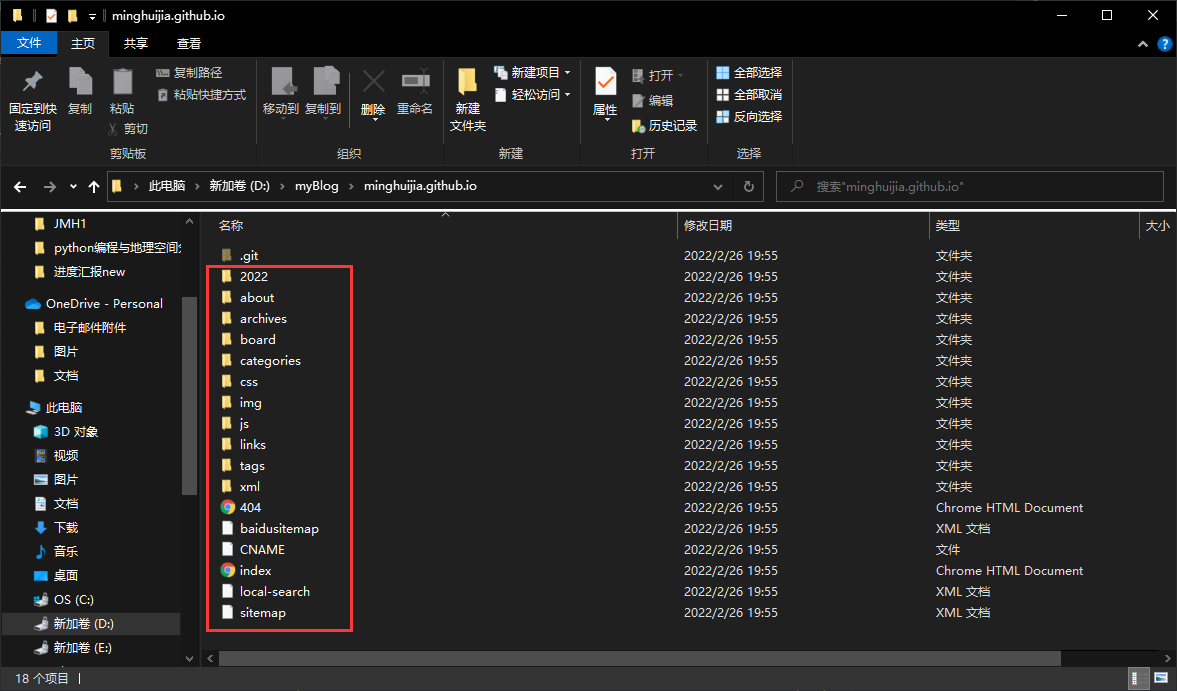 minghuijia.github.io
文件 主页 共享 查看
固定到快速访问 复制 粘贴 复制路径 粘贴快捷方式 剪切
移动到 复制到 删除 重命名
新建文件夹 新建项目 轻松访问
属性 打开 编辑 历史记录
全部选择 全部取消 反向选择
剪贴板 组织 新建 打开 选择
此电脑 新加卷 (D:) myBlog minghuijia.github.io
搜索"minghuijia.github.io"
JMH1
python编程与地理空间
进度汇报new
OneDrive - Personal
电子邮件附件
图片
文档
此电脑
3D 对象
视频
图片
文档
下载
音乐
桌面
OS (C:)
新加卷 (D:)
新加卷 (E:)
名称 修改日期 类型 大小
.git 2022/2/26 19:55 文件夹
2022 2022/2/26 19:55 文件夹
about 2022/2/26 19:55 文件夹
archives 2022/2/26 19:55 文件夹
board 2022/2/26 19:55 文件夹
categories 2022/2/26 19:55 文件夹
css 2022/2/26 19:55 文件夹
img 2022/2/26 19:55 文件夹
js 2022/2/26 19:55 文件夹
links 2022/2/26 19:55 文件夹
tags 2022/2/26 19:55 文件夹
xml 2022/2/26 19:55 文件夹
404 2022/2/26 19:55 Chrome HTML Document
baidusitemap 2022/2/26 19:55 XML 文档
CNAME 2022/2/26 19:55 文件
index 2022/2/26 19:55 Chrome HTML Document
local-search 2022/2/26 19:55 XML 文档
sitemap 2022/2/26 19:55 XML 文档
18 个项目